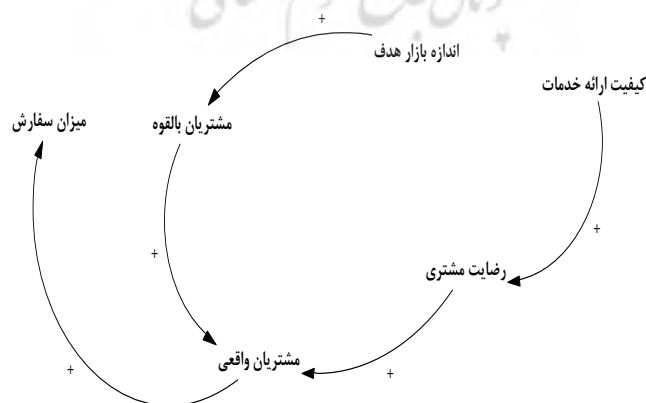 +
اندازه بازار هدف
کیفیت ارائه خدمات
مشتریان بالقوه
میزان سفارش
+
+
رضایت مشتری
مشتریان واقعی
+
+